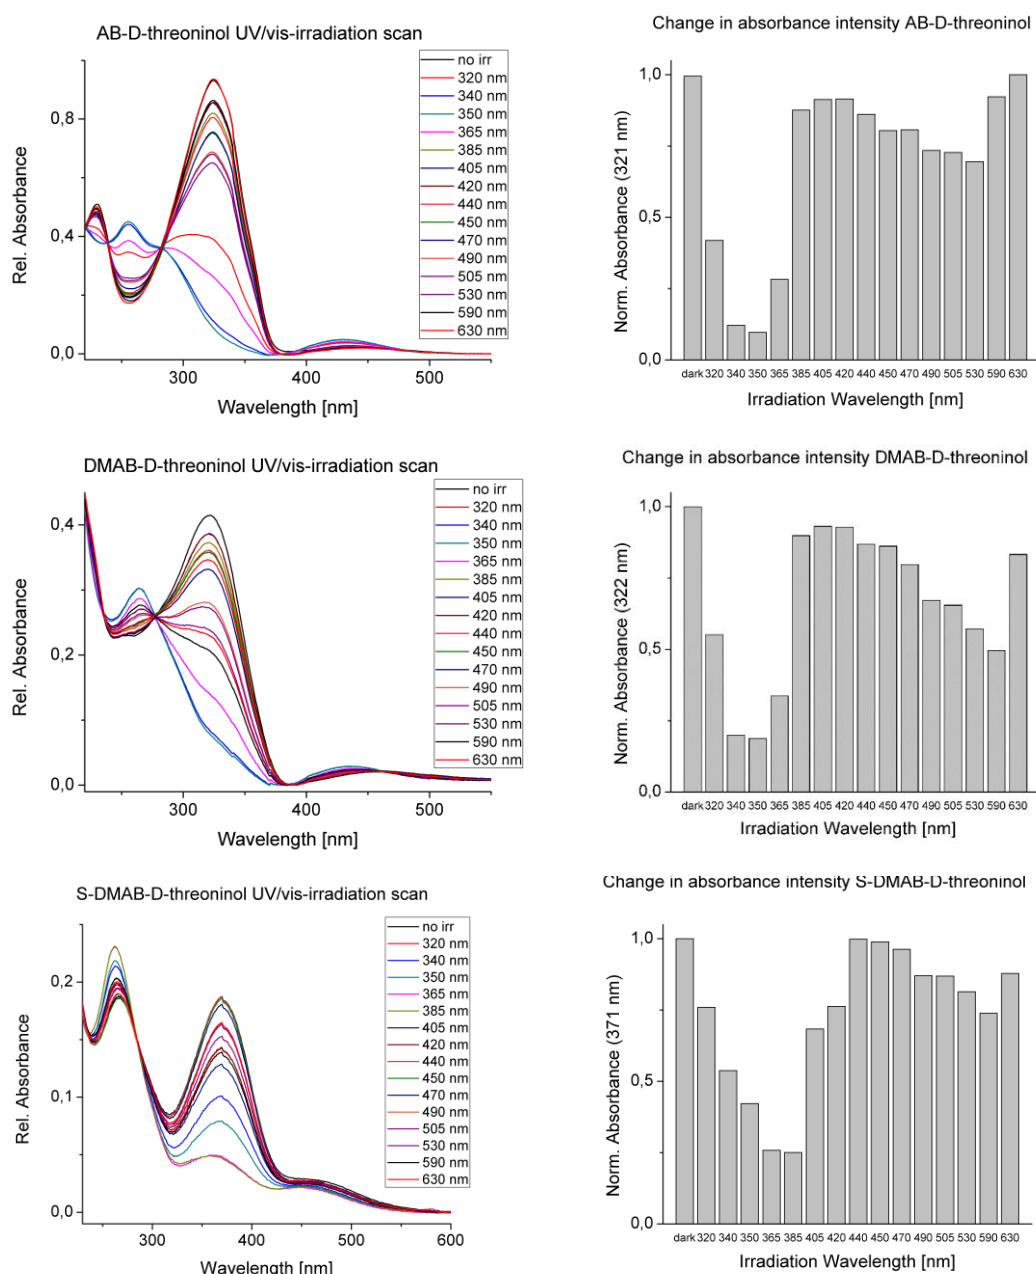 AB-D-threoninol UV/vis-irradiation scan
Rel. Absorbance
0,8
0,4
0,0
300
400
500
Wavelength [nm]
no irr
320 nm
340 nm
350 nm
365 nm
385 nm
405 nm
420 nm
440 nm
450 nm
470 nm
490 nm
505 nm
530 nm
590 nm
630 nm
Change in absorbance intensity AB-D-threoninol
Norm. Absorbance (321 nm)
1,0
0,5
0,0
dark 320 340 350 365 385 405 420 440 450 470 490 505 530 590 630
Irradiation Wavelength [nm]
DMAB-D-threoninol UV/vis-irradiation scan
Rel. Absorbance
0,4
0,2
0,0
300
400
500
Wavelength [nm]
no irr
320 nm
340 nm
350 nm
365 nm
385 nm
405 nm
420 nm
440 nm
450 nm
470 nm
490 nm
505 nm
530 nm
590 nm
630 nm
Change in absorbance intensity DMAB-D-threoninol
Norm. Absorbance (322 nm)
1,0
0,5
0,0
dark 320 340 350 365 385 405 420 440 450 470 490 505 530 590 630
Irradiation Wavelength [nm]
S-DMAB-D-threoninol UV/vis-irradiation scan
Rel. Absorbance
0,2
0,1
0,0
300
400
500
600
Wavelength [nm]
no irr
320 nm
340 nm
350 nm
365 nm
385 nm
405 nm
420 nm
440 nm
450 nm
470 nm
490 nm
505 nm
530 nm
590 nm
630 nm
Change in absorbance intensity S-DMAB-D-threoninol
Norm. Absorbance (371 nm)
1,0
0,5
0,0
dark 320 340 350 365 385 405 420 440 450 470 490 505 530 590 630
Irradiation Wavelength [nm]